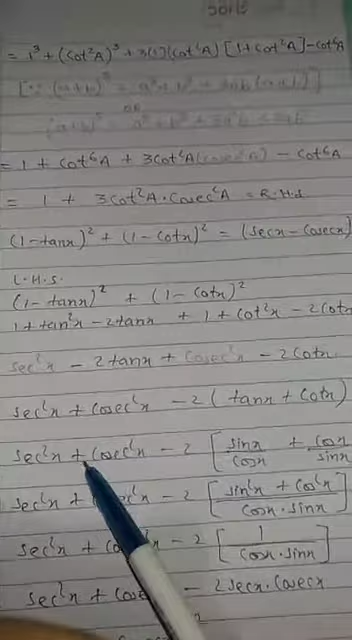 = 1³ + (cot²A)³ + 3(1)(cot²A) [1 + cot²A] - cot⁶A
= 1 + cot⁶A + 3cot²A (cosec²A) - cot⁶A
= 1 + 3cot²A . cosec²A = R.H.S
(1-tanx)² + (1-cotx)² = (secx - cosecx)
L.H.S.
(1-tanx)² + (1-cotx)²
1 + tan²x - 2tanx + 1 + cot²x - 2cotx
sec²x - 2tanx + cosec²x - 2cotx
sec²x + cosec²x - 2 (tanx + cotx)
sec²x + cosec²x - 2 [sinx/cosx + cosx/sinx
sec²x + cosec²x - 2 [sin²x + cos²x / cosx . sinx]
sec²x + - 2 [1 / cosx . sinx]
sec²x + - 2secx . cosecx